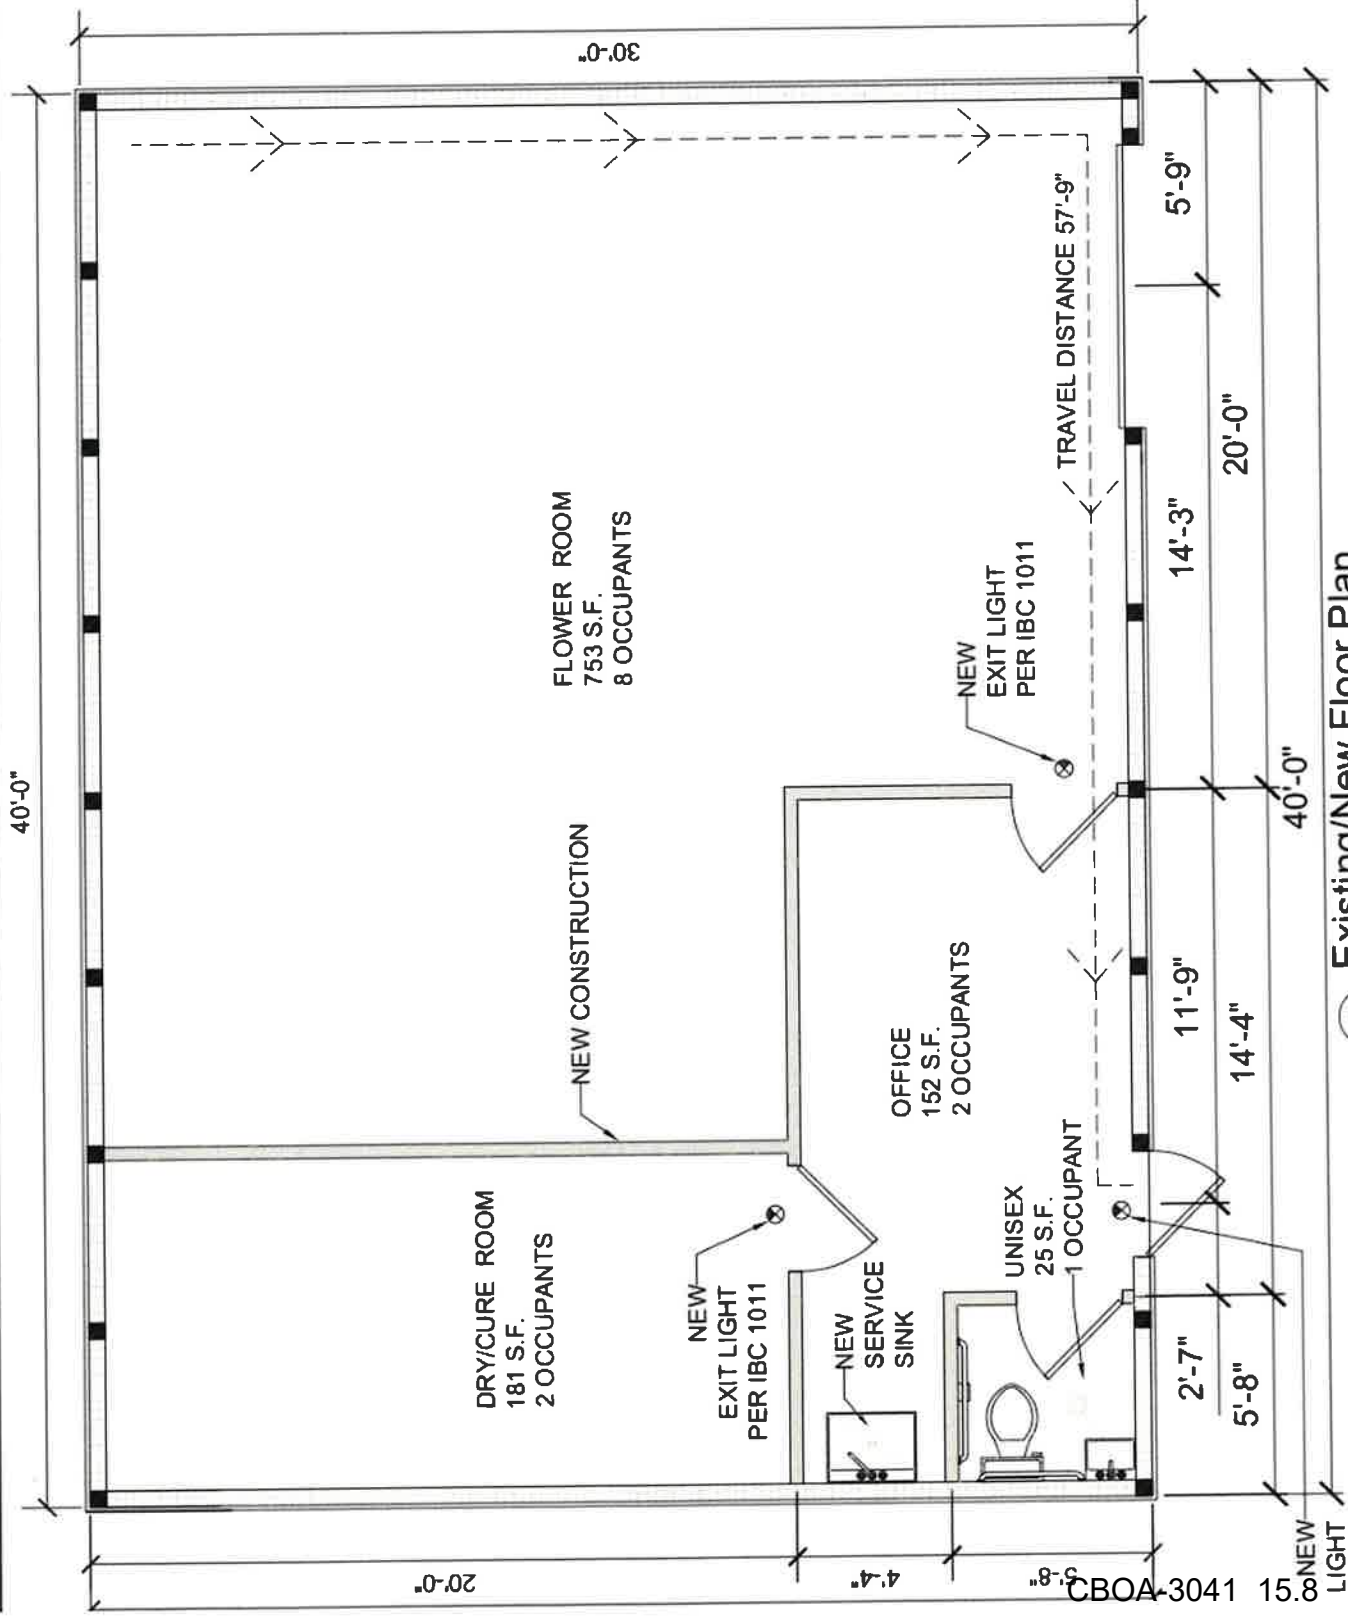 40'-0"
30'-0"
FLOWER ROOM
753 S.F.
8 OCCUPANTS
TRAVEL DISTANCE 57'-9"
NEW
EXIT LIGHT
PER IBC 1011
NEW CONSTRUCTION
OFFICE
152 S.F.
2 OCCUPANTS
DRY/CURE ROOM
181 S.F.
2 OCCUPANTS
NEW
EXIT LIGHT
PER IBC 1011
NEW
SERVICE
SINK
UNISEX
25 S.F.
1 OCCUPANT
5'-9"
14'-3"
20'-0"
11'-9"
14'-4"
40'-0"
2'-7"
5'-8"
20'-0"
4'-4"
5'-8"
NEW
LIGHT
Existing/New Floor Plan
CBOA-3041 15.8